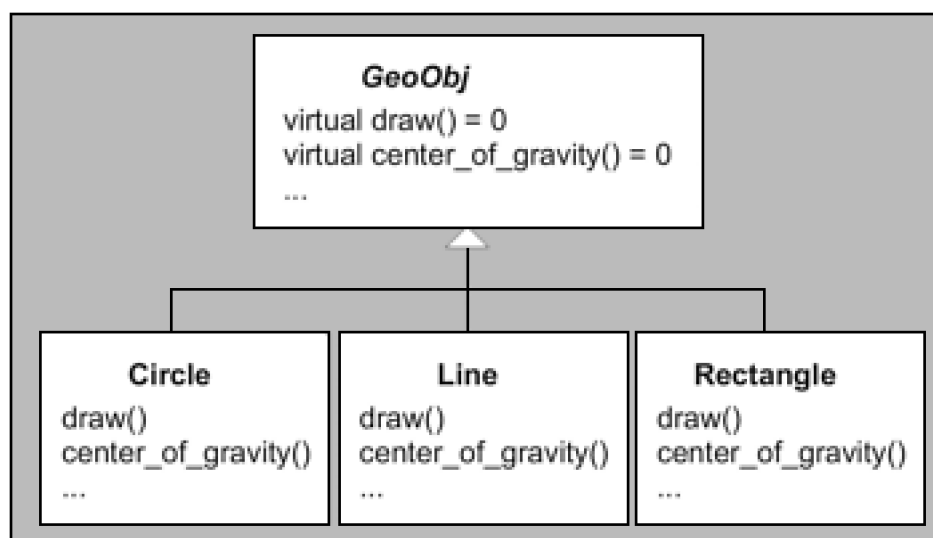 GeoObj
virtual draw() = 0
virtual center_of_gravity() = 0
...
Circle
draw()
center_of_gravity()
...
Line
draw()
center_of_gravity()
...
Rectangle
draw()
center_of_gravity()
...